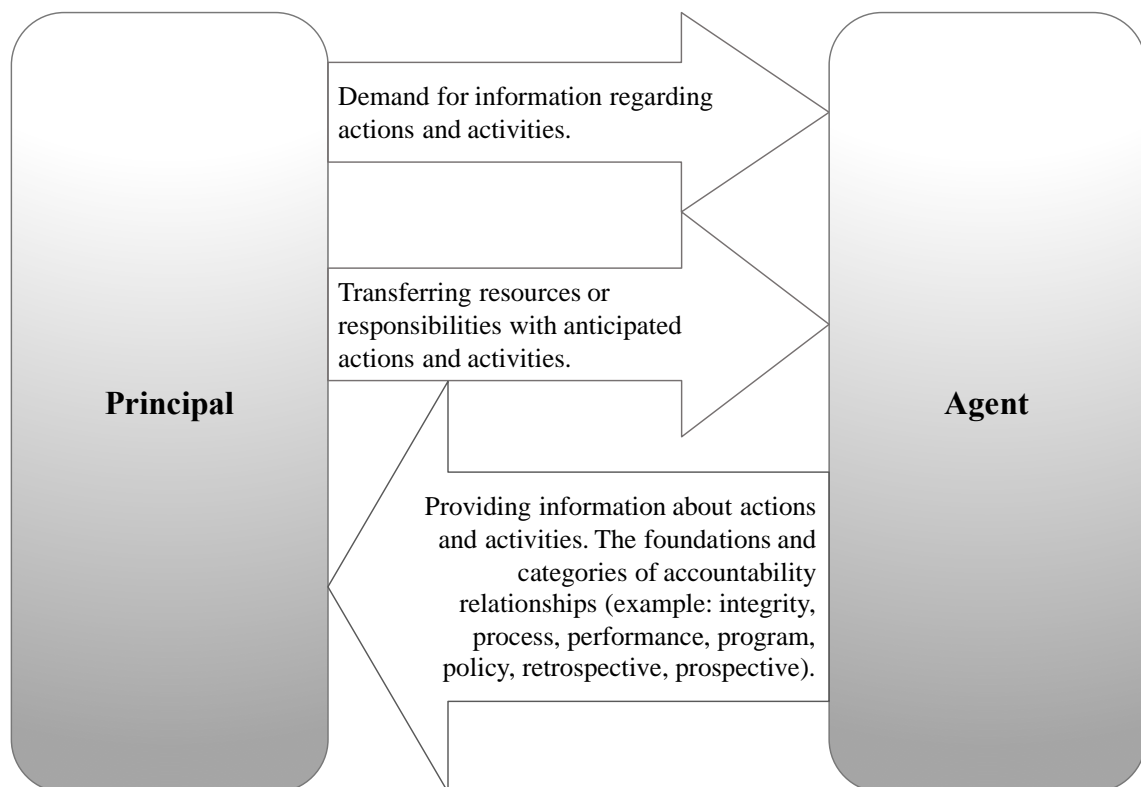 Demand for information regarding
actions and activities.
Transferring resources or
responsibilities with anticipated
actions and activities.
Principal
Agent
Providing information about actions
and activities. The foundations and
categories of accountability
relationships (example: integrity,
process, performance, program,
policy, retrospective, prospective).